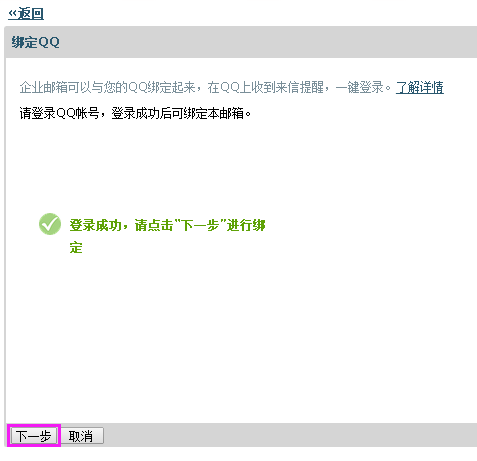 «返回
绑定QQ
企业邮箱可以与您的QQ绑定起来，在QQ上收到来信提醒，一键登录。了解详情
请登录QQ帐号，登录成功后可绑定本邮箱。
登录成功，请点击"下一步"进行绑
定
下一步 取消